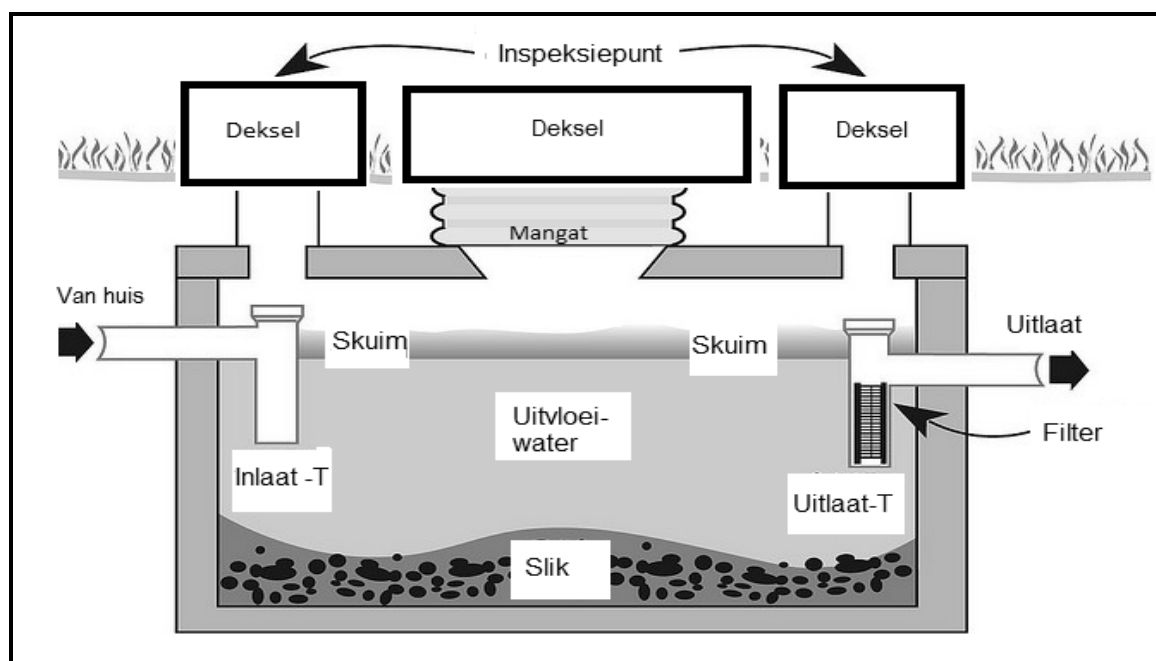 Inspeksiepunt
Deksel
Deksel
Deksel
Mangat
Van huis
Uitlaat
Skuim
Skuim
Uitvloei-
water
Filter
Inlaat -T
Uitlaat-T
Slik